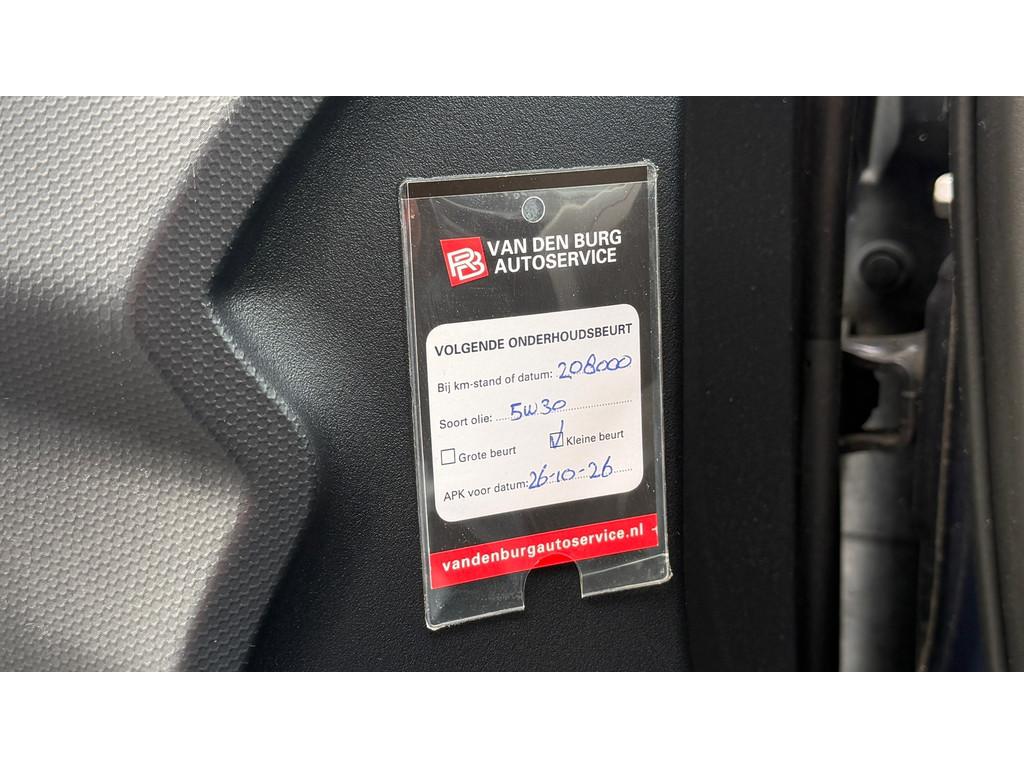 RB VAN DEN BURG
AUTOSERVICE
VOLGENDE ONDERHOUDSBEURT
Bij km-stand of datum: 208000
Soort olie: ...5W30..................
Grote beurt Kleine beurt
APK voor datum: 26-10-26......
vandenburgautoservice.nl